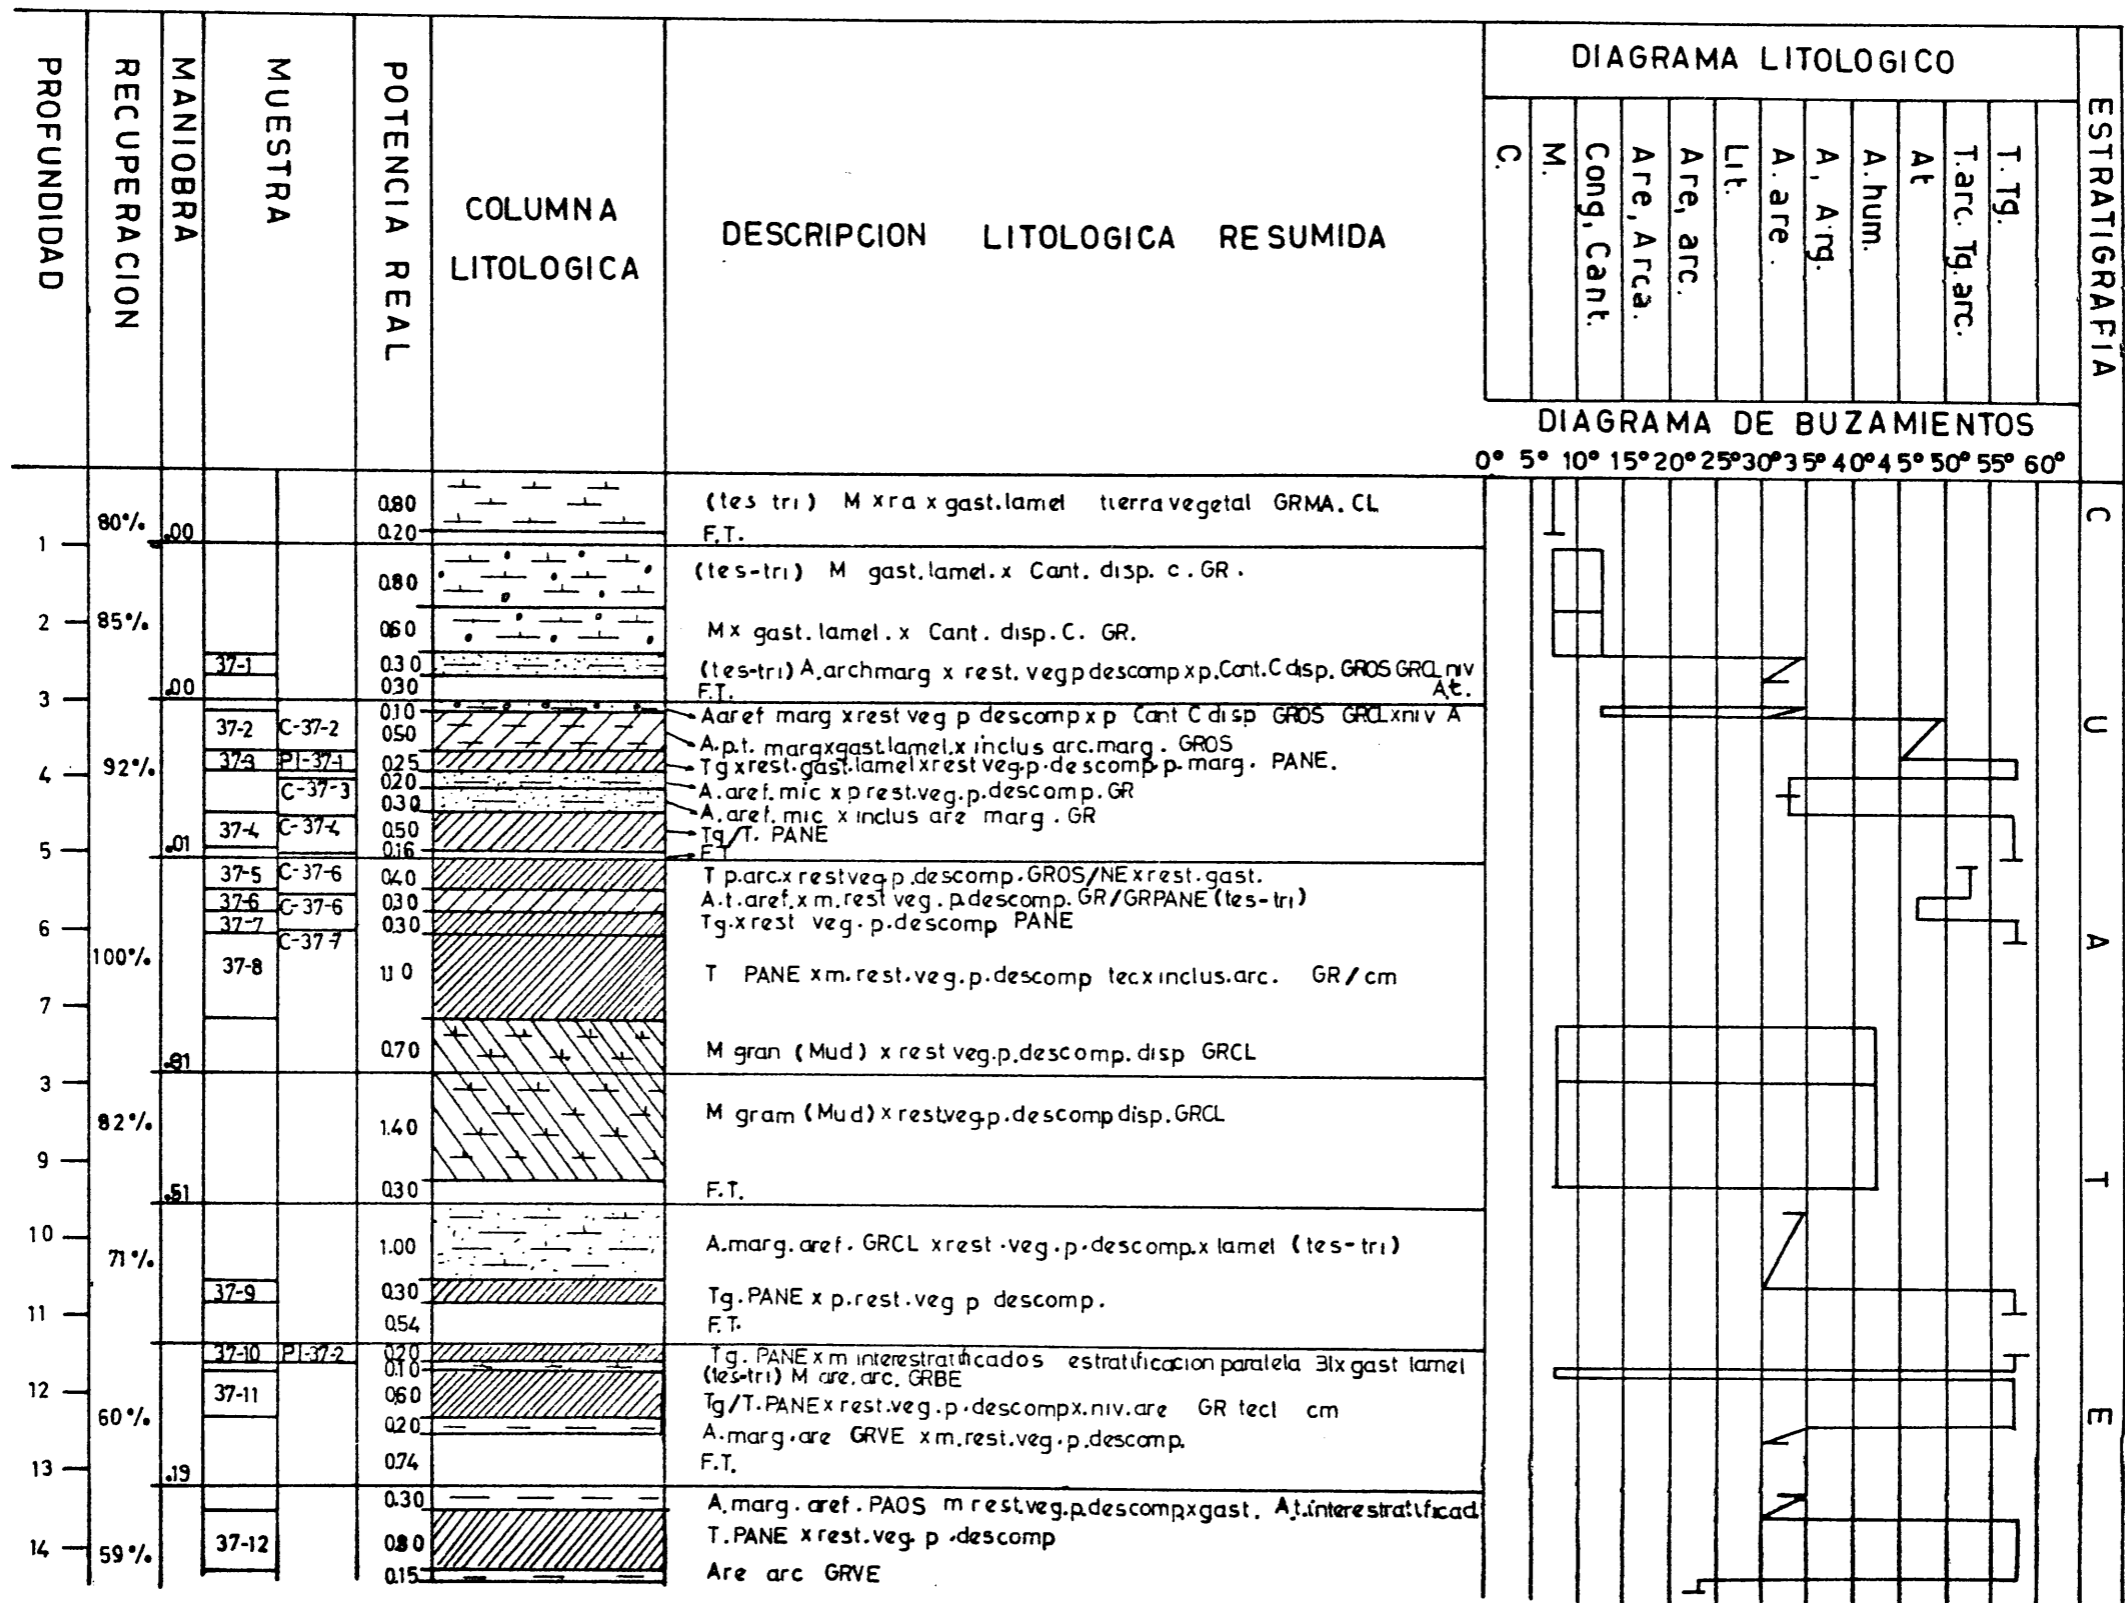 PROFUNDIDAD
RECUPERACION
MANIOBRA
MUESTRA
POTENCIA REAL
COLUMNA
LITOLOGICA
DESCRIPCION LITOLOGICA RESUMIDA
DIAGRAMA LITOLOGICO
C.
M.
Cong, Cant.
Are, Arca.
Are, arc.
Lit.
A. are.
A, Arg.
A. hum.
At
T.arc. Tg.arc.
T. Tg.
ESTRATIGRAFÍA
DIAGRAMA DE BUZAMIENTOS
0° 5° 10° 15° 20° 25° 30° 35° 40° 45° 50° 55° 60°
CUATE
80% .00
0.80 (tes tri) M x ra x gast.lamel tierra vegetal GRMA. CL
0.20 F.T.
1
0.80 (tes-tri) M gast.lamel.x Cant. disp. c. GR.
2 85%
0.60 M x gast.lamel. x Cant. disp. C. GR.
37-1 0.30 (tes-tri) A.archmarg x rest. veg p descomp x p.Cant.C disp. GROS GRCL niv
At.
.00 0.30 F.T.
3
0.10 A aref marg x rest veg p descomp x p Cant C disp GROS GRCL x niv A
37-2 C-37-2 0.50 A.p.t. marg x gast.lamel.x inclus arc.marg. GROS
92% 37-3 PI-37-1 0.25 Tg x rest.gast.lamel x rest veg.p.descomp.p.marg. PANE.
4
C-37-3 0.20 A.aref.mic x p rest.veg.p.descomp.GR
0.30 A.aref.mic x inclus are marg. GR
37-4 C-37-4 0.50 Tg/T. PANE
5 .01 0.16 F.T
37-5 C-37-6 0.40 T p.arc.x rest veg p.descomp.GROS/NE x rest.gast.
37-6 C-37-6 0.30 A.t.aref.x m.rest veg. p.descomp. GR/GRPANE (tes-tri)
6 37-7 C-37-7 0.30 Tg.x rest veg. p.descomp PANE
100% 37-8 1.10 T PANE x m.rest.veg.p.descomp tec x inclus.arc. GR/cm
7
0.70 M gran (Mud) x rest veg.p.descomp.disp GRCL
3
82% 1.40 M gram (Mud) x rest.veg.p.descomp disp.GRCL
9
.51 0.30 F.T.
10
71% 1.00 A.marg.aref. GRCL x rest.veg.p.descomp.x lamel (tes-tri)
37-9 0.30 Tg.PANE x p.rest.veg p descomp.
11
0.54 F.T.
37-10 PI-37-2 0.20 Tg. PANE x m interestratificados estratificacion paralela 31x gast lamel
0.10 (tes-tri) M are.arc. GRBE
12 37-11 0.60 Tg/T.PANE x rest.veg.p.descomp x.niv.are GR tecl cm
60% 0.20 A.marg.are GRVE x m.rest.veg.p.descomp.
13 .19 0.74 F.T.
0.30 A.marg.aref.PAOS m rest.veg.p.descomp x gast. A.t.interestratificad
14 59% 37-12 0.80 T.PANE x rest.veg. p.descomp
0.15 Are arc GRVE